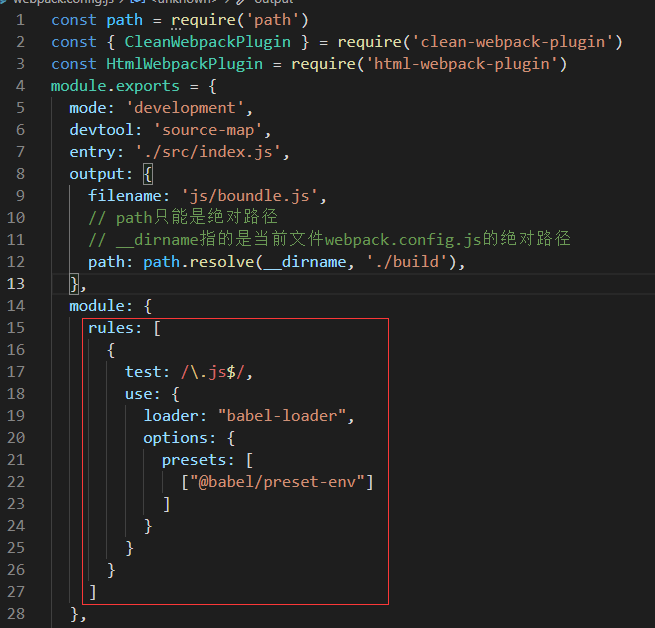 webpack.config.js > <unknown> > output
1 const path = require('path')
2 const { CleanWebpackPlugin } = require('clean-webpack-plugin')
3 const HtmlWebpackPlugin = require('html-webpack-plugin')
4 module.exports = {
5 mode: 'development',
6 devtool: 'source-map',
7 entry: './src/index.js',
8 output: {
9 filename: 'js/boundle.js',
10 // path只能是绝对路径
11 // __dirname指的是当前文件webpack.config.js的绝对路径
12 path: path.resolve(__dirname, './build'),
13 },
14 module: {
15 rules: [
16 {
17 test: /\.js$/,
18 use: {
19 loader: "babel-loader",
20 options: {
21 presets: [
22 ["@babel/preset-env"]
23 ]
24 }
25 }
26 }
27 ]
28 },